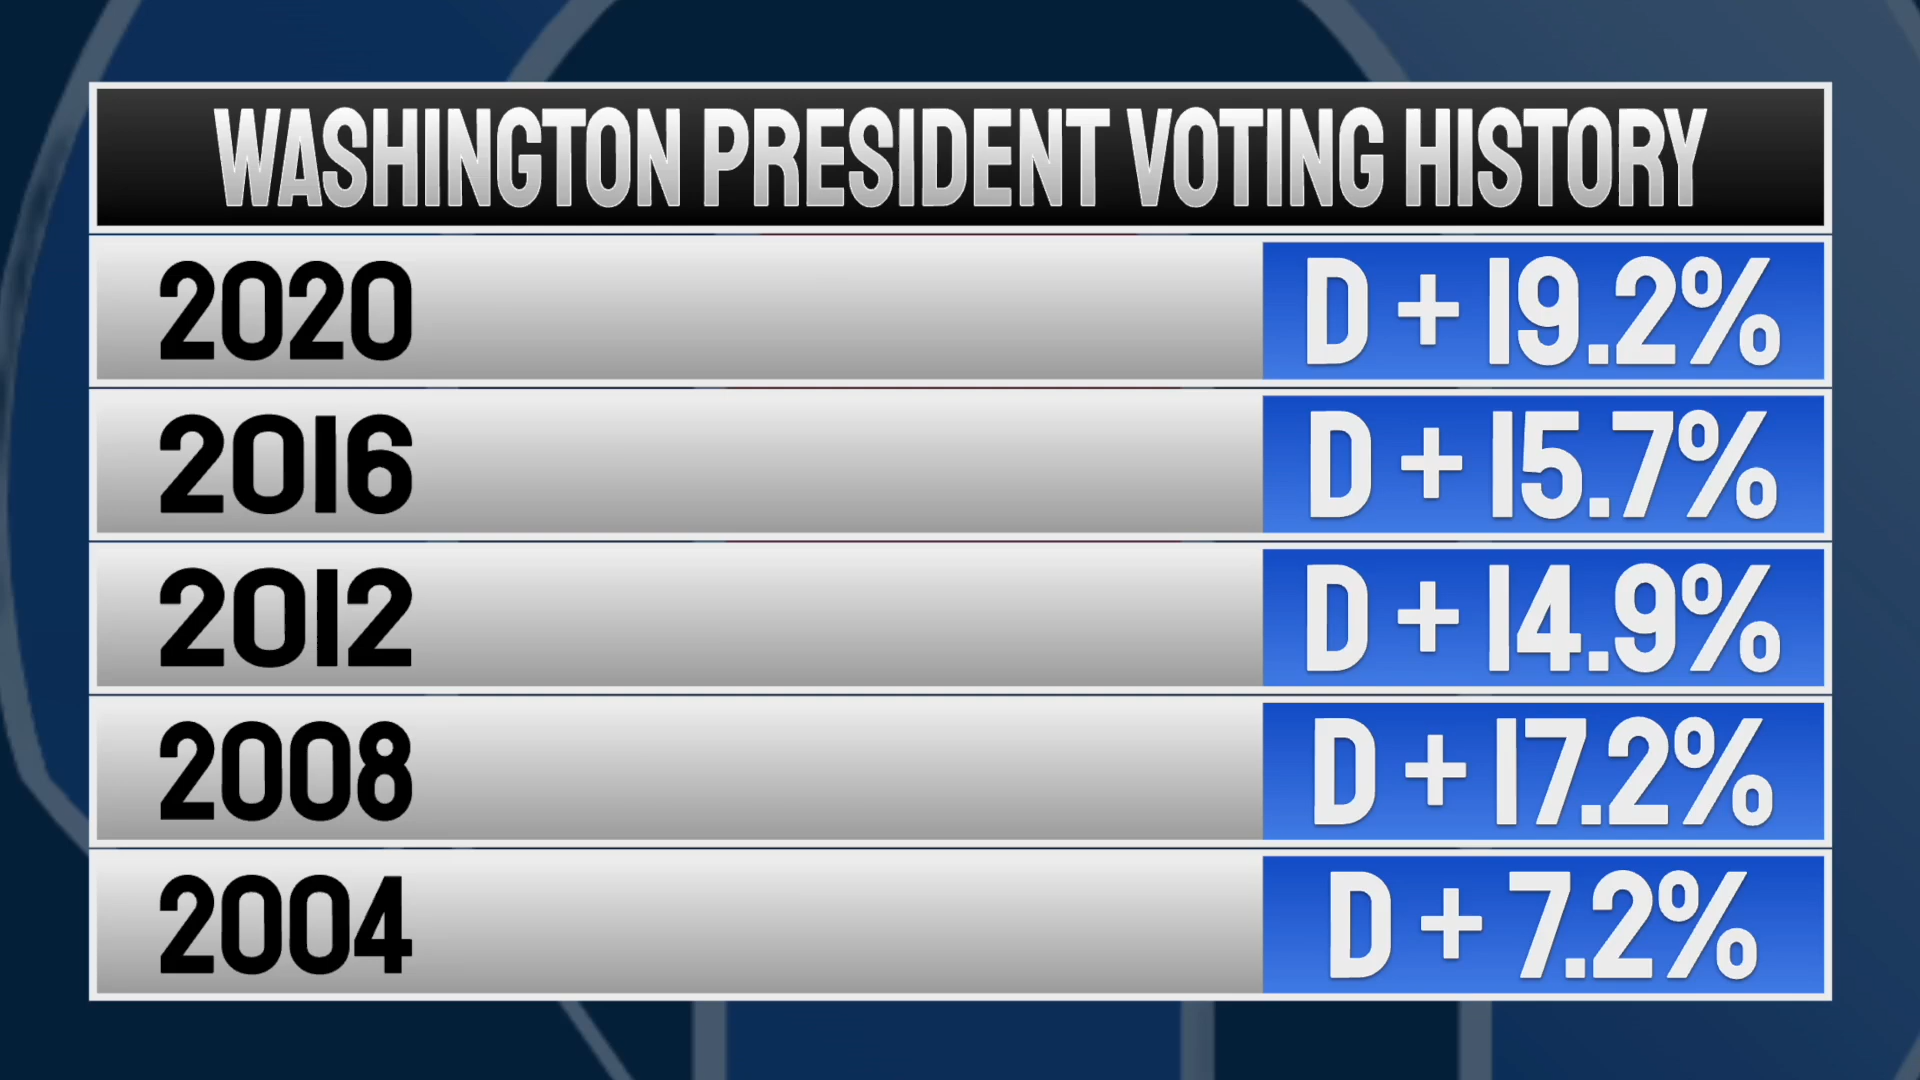 WASHINGTON PRESIDENT VOTING HISTORY
2020 D + 19.2%
2016 D + 15.7%
2012 D + 14.9%
2008 D + 17.2%
2004 D + 7.2%